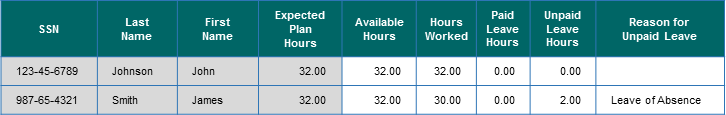 SSN Last Name First Name Expected Plan Hours Available Hours Hours Worked Paid Leave Hours Unpaid Leave Hours Reason for Unpaid Leave
123-45-6789 Johnson John 32.00 32.00 32.00 0.00 0.00
987-65-4321 Smith James 32.00 32.00 30.00 0.00 2.00 Leave of Absence